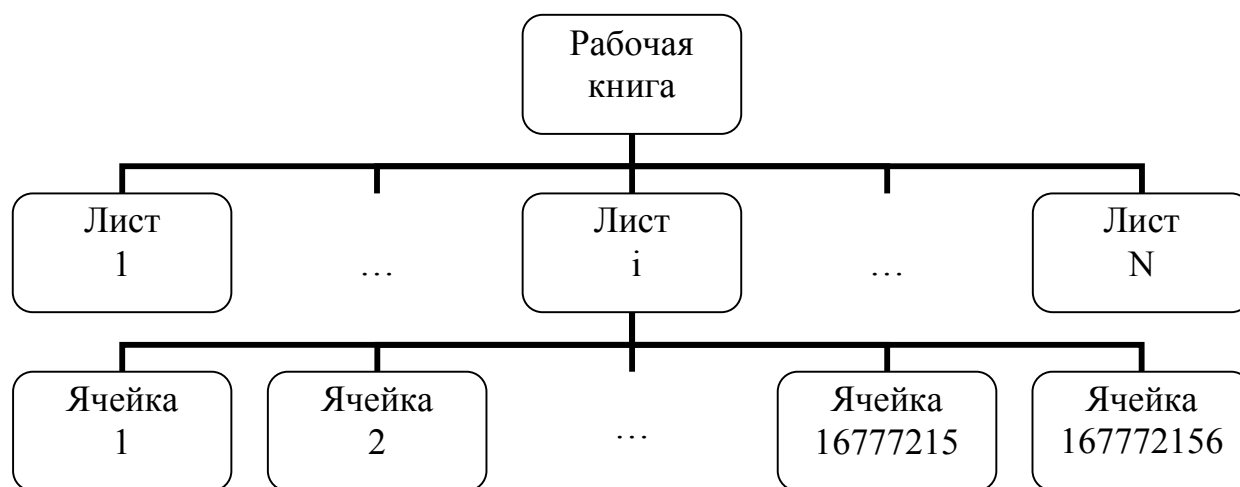 Рабочая
книга
Лист
1
…
Лист
i
…
Лист
N
Ячейка
1
Ячейка
2
…
Ячейка
16777215
Ячейка
167772156